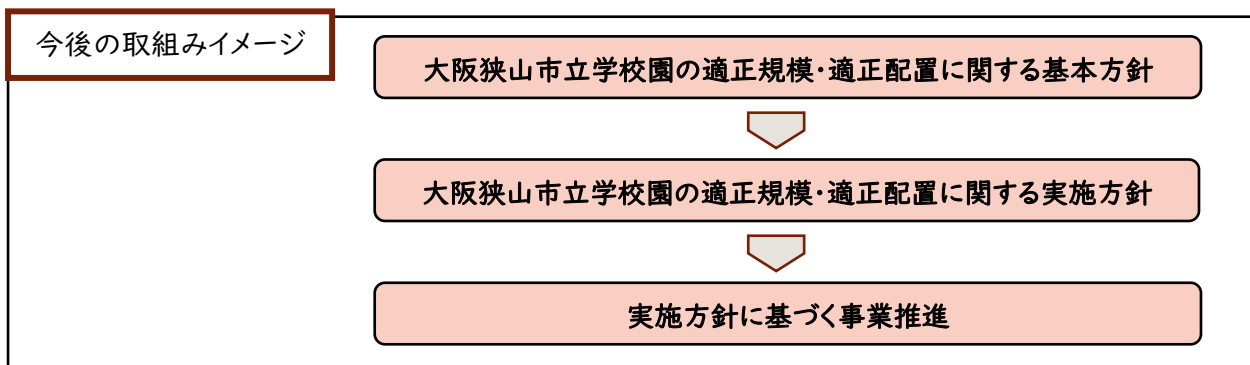 今後の取組みイメージ
大阪狭山市立学校園の適正規模・適正配置に関する基本方針
大阪狭山市立学校園の適正規模・適正配置に関する実施方針
実施方針に基づく事業推進